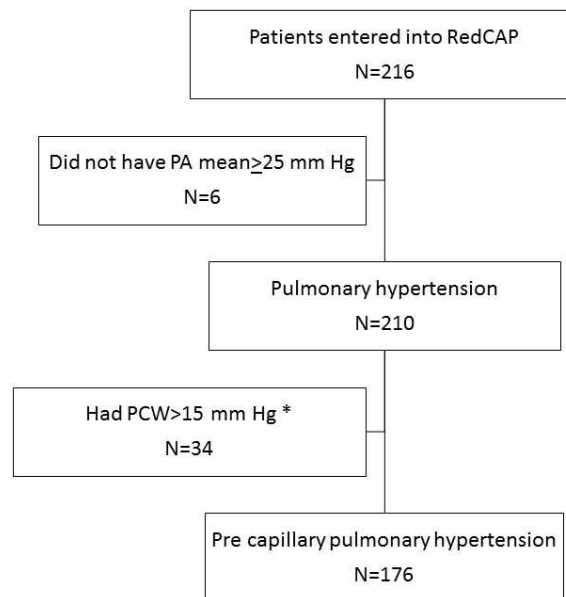 Patients entered into RedCAP
N=216
Did not have PA mean≥25 mm Hg
N=6
Pulmonary hypertension
N=210
Had PCW>15 mm Hg *
N=34
Pre capillary pulmonary hypertension
N=176